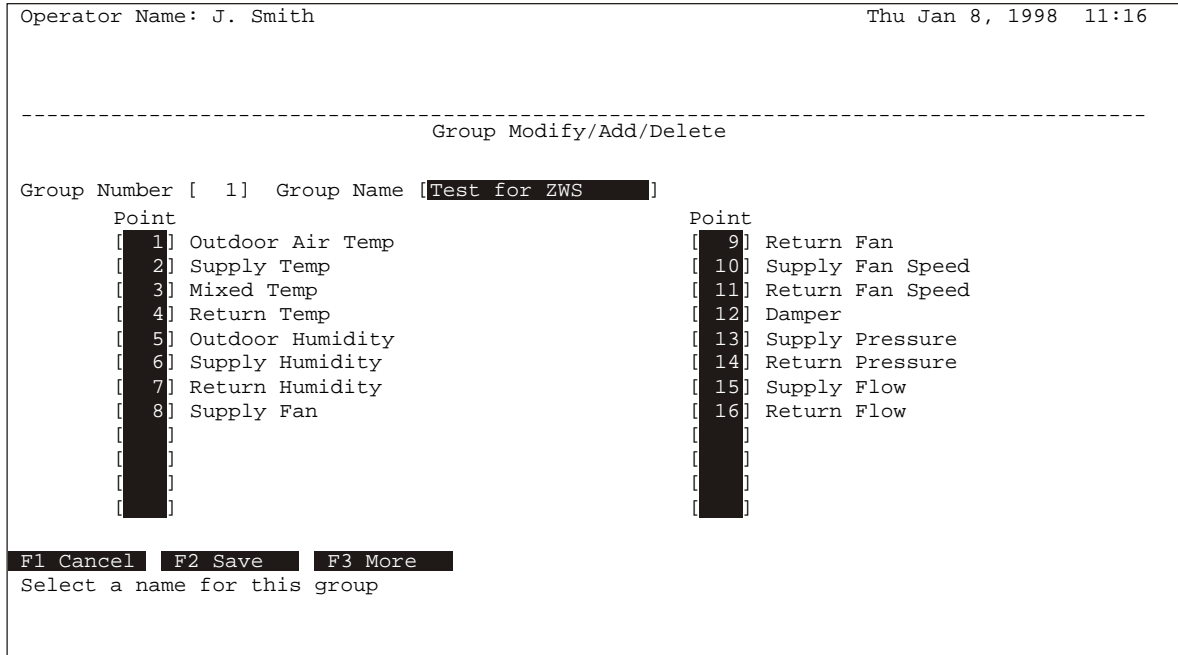 Operator Name: J. Smith Thu Jan 8, 1998 11:16
--------------------------------------------------------------------------------
Group Modify/Add/Delete
Group Number [ 1] Group Name [Test for ZWS ]
Point Point
[ 1] Outdoor Air Temp [ 9] Return Fan
[ 2] Supply Temp [ 10] Supply Fan Speed
[ 3] Mixed Temp [ 11] Return Fan Speed
[ 4] Return Temp [ 12] Damper
[ 5] Outdoor Humidity [ 13] Supply Pressure
[ 6] Supply Humidity [ 14] Return Pressure
[ 7] Return Humidity [ 15] Supply Flow
[ 8] Supply Fan [ 16] Return Flow
[ ] [ ]
[ ] [ ]
[ ] [ ]
[ ] [ ]
F1 Cancel F2 Save F3 More
Select a name for this group